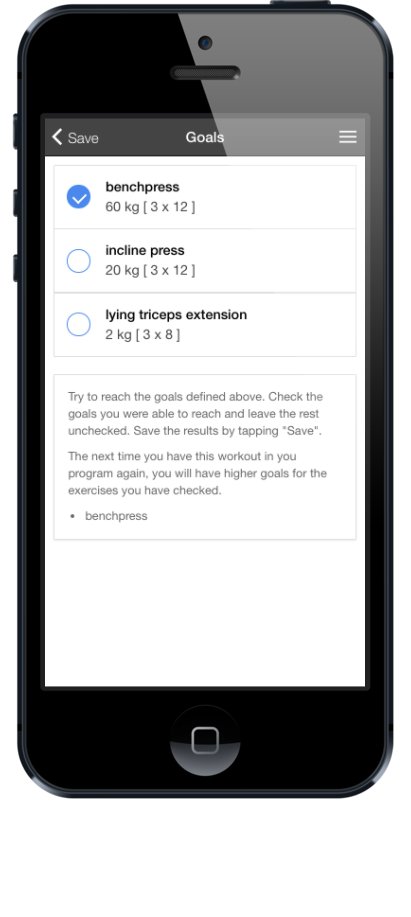 Save
Goals
benchpress
60 kg [ 3 x 12 ]
incline press
20 kg [ 3 x 12 ]
lying triceps extension
2 kg [ 3 x 8 ]
Try to reach the goals defined above. Check the
goals you were able to reach and leave the rest
unchecked. Save the results by tapping "Save".
The next time you have this workout in you
program again, you will have higher goals for the
exercises you have checked.
• benchpress